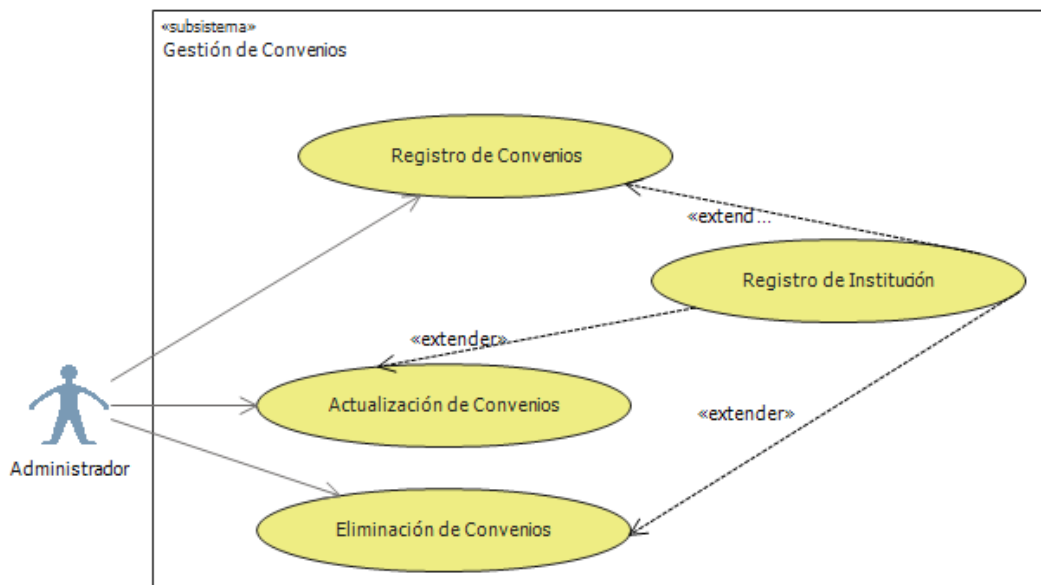 «subsistema»
Gestión de Convenios
Registro de Convenios
«extend...
Registro de Institución
«extender»
Actualización de Convenios
«extender»
Administrador
Eliminación de Convenios